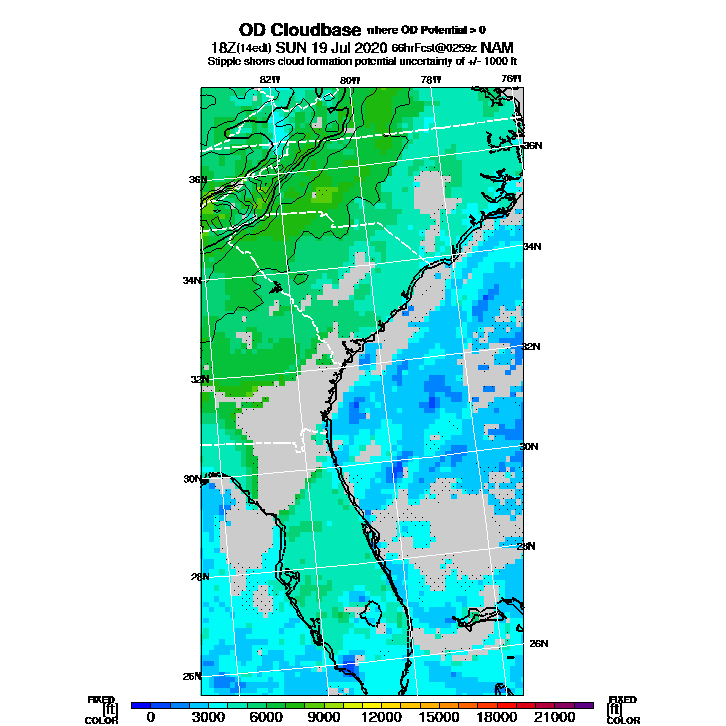 OD Cloudbase where OD Potential > 0
18Z(14edt) SUN 19 Jul 2020 66hrFcst@0259z NAM
Stipple shows cloud formation potential uncertainty of +/- 1000 ft
82W 80W 78W 76W
36N
36N
34N
34N
32N
32N
30N
30N
28N
28N
26N
26N
FIXED FIXED
[ft] [ft]
COLOR COLOR
0 3000 6000 9000 12000 15000 18000 21000